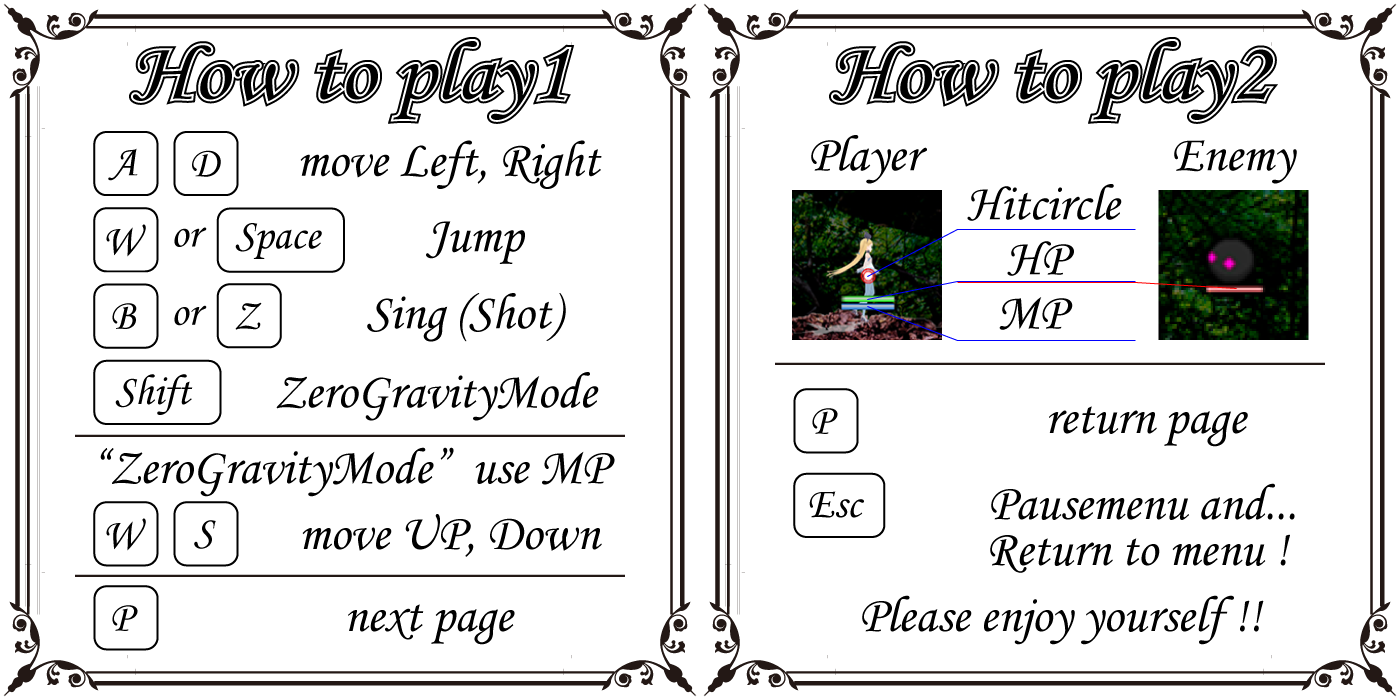 How to play1
A D move Left, Right
W or Space Jump
B or Z Sing (Shot)
Shift ZeroGravityMode
“ZeroGravityMode” use MP
W S move UP, Down
P next page
How to play2
Player Enemy
Hitcircle
HP
MP
P return page
Esc Pausemenu and...
Return to menu !
Please enjoy yourself !!